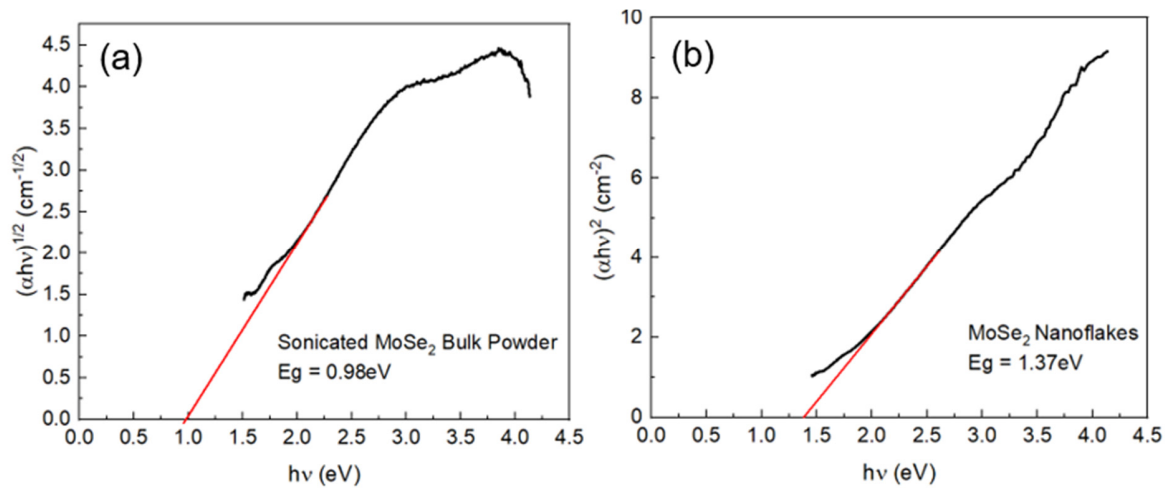 (a)
(αhν)1/2 (cm-1/2)
4.5
4.0
3.5
3.0
2.5
2.0
1.5
1.0
0.5
0.0
Sonicated MoSe2 Bulk Powder
Eg = 0.98eV
0.0 0.5 1.0 1.5 2.0 2.5 3.0 3.5 4.0 4.5
hν (eV)
(b)
(αhν)2 (cm-2)
10
8
6
4
2
0
MoSe2 Nanoflakes
Eg = 1.37eV
0.0 0.5 1.0 1.5 2.0 2.5 3.0 3.5 4.0 4.5
hν (eV)